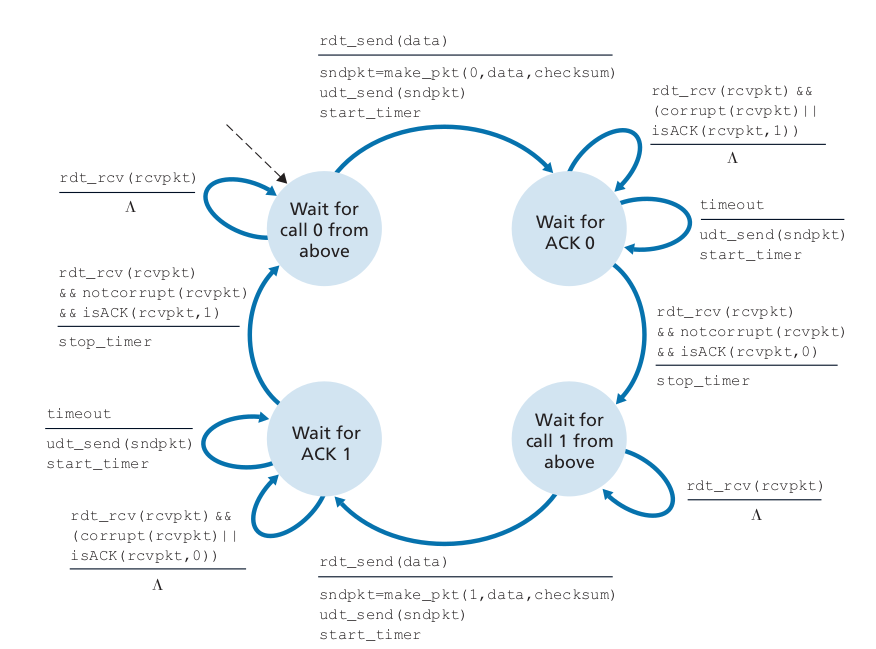 rdt_send(data)
sndpkt=make_pkt(0,data,checksum)
udt_send(sndpkt)
start_timer
rdt_rcv(rcvpkt) &&
(corrupt(rcvpkt)||
isACK(rcvpkt,1))
Λ
rdt_rcv(rcvpkt)
Λ
Wait for
call 0 from
above
Wait for
ACK 0
timeout
udt_send(sndpkt)
start_timer
rdt_rcv(rcvpkt)
&& notcorrupt(rcvpkt)
&& isACK(rcvpkt,1)
stop_timer
rdt_rcv(rcvpkt)
&& notcorrupt(rcvpkt)
&& isACK(rcvpkt,0)
stop_timer
timeout
udt_send(sndpkt)
start_timer
Wait for
ACK 1
Wait for
call 1 from
above
rdt_rcv(rcvpkt)
Λ
rdt_rcv(rcvpkt) &&
(corrupt(rcvpkt)||
isACK(rcvpkt,0))
Λ
rdt_send(data)
sndpkt=make_pkt(1,data,checksum)
udt_send(sndpkt)
start_timer